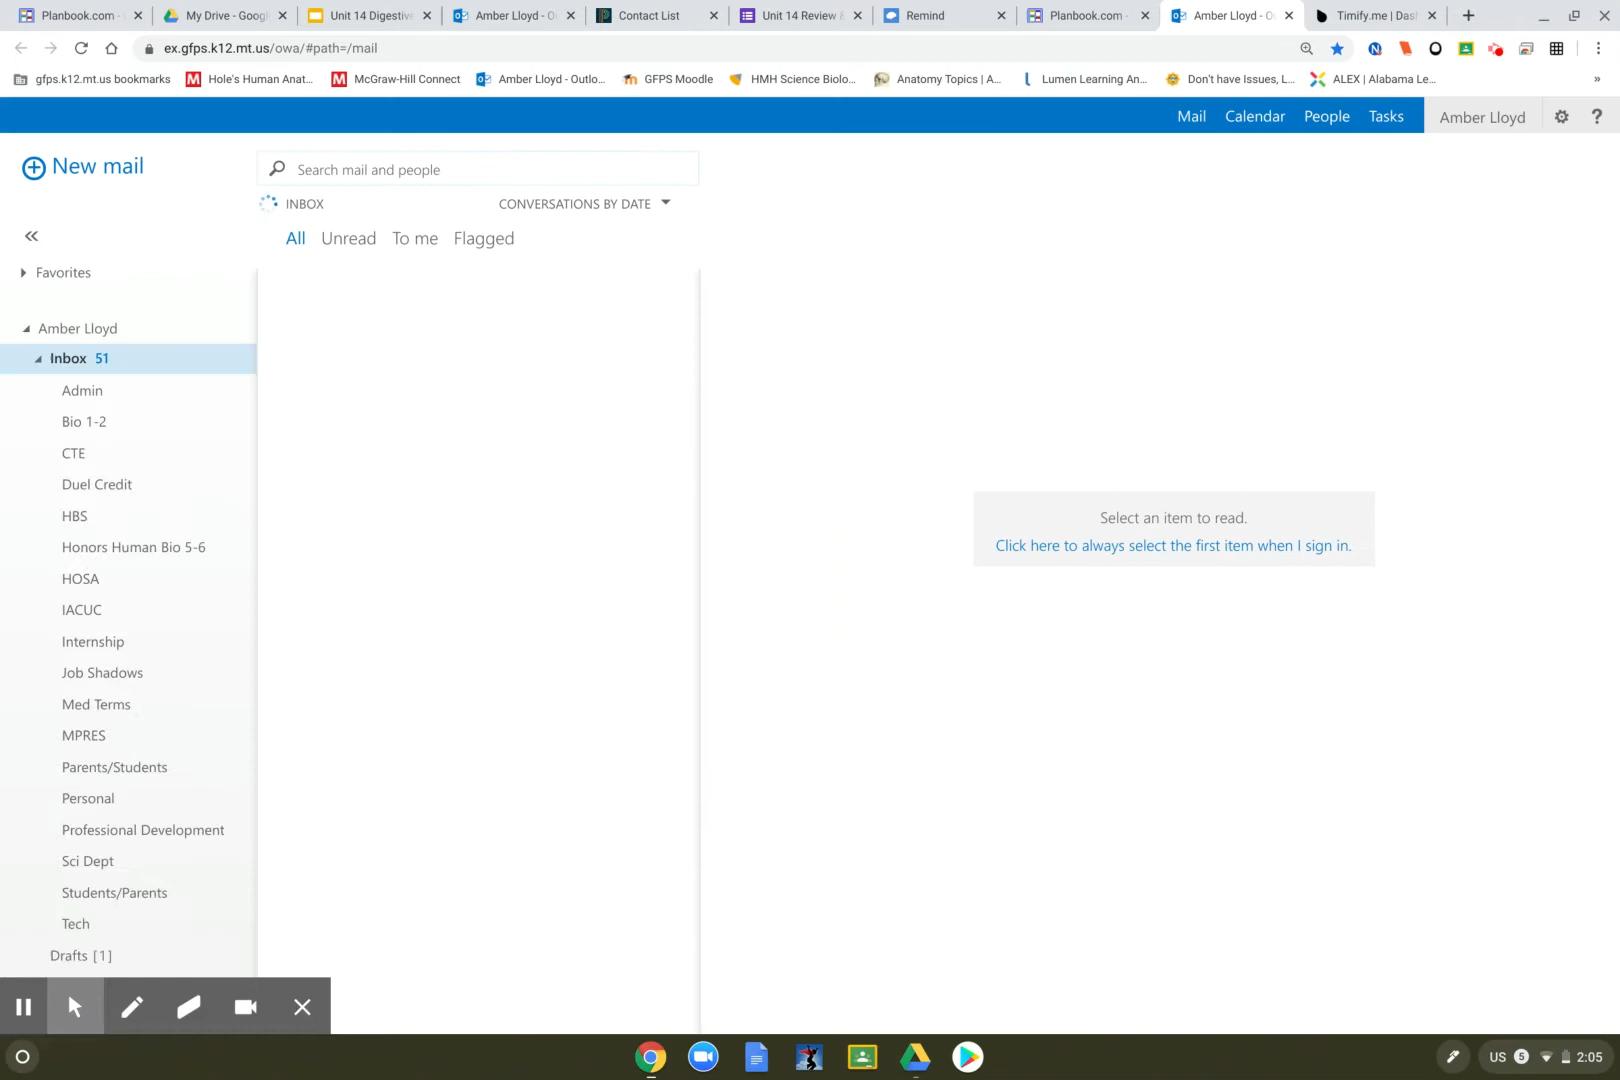 Planbook.com -
My Drive - Googl
Unit 14 Digestive
Amber Lloyd - O
Contact List
Unit 14 Review &
Remind
Planbook.com -
Amber Lloyd - O
Timify.me | Das
ex.gfps.k12.mt.us/owa/#path=/mail
gfps.k12.mt.us bookmarks
Hole's Human Anat...
McGraw-Hill Connect
Amber Lloyd - Outlo...
GFPS Moodle
HMH Science Biolo...
Anatomy Topics | A...
Lumen Learning An...
Don't have Issues, L...
ALEX | Alabama Le...
»
Mail Calendar People Tasks Amber Lloyd ?
New mail
Search mail and people
INBOX CONVERSATIONS BY DATE
All Unread To me Flagged
Favorites
Amber Lloyd
Inbox 51
Admin
Bio 1-2
CTE
Duel Credit
HBS
Honors Human Bio 5-6
HOSA
IACUC
Internship
Job Shadows
Med Terms
MPRES
Parents/Students
Personal
Professional Development
Sci Dept
Students/Parents
Tech
Drafts [1]
Select an item to read.
Click here to always select the first item when I sign in.
US 5 2:05